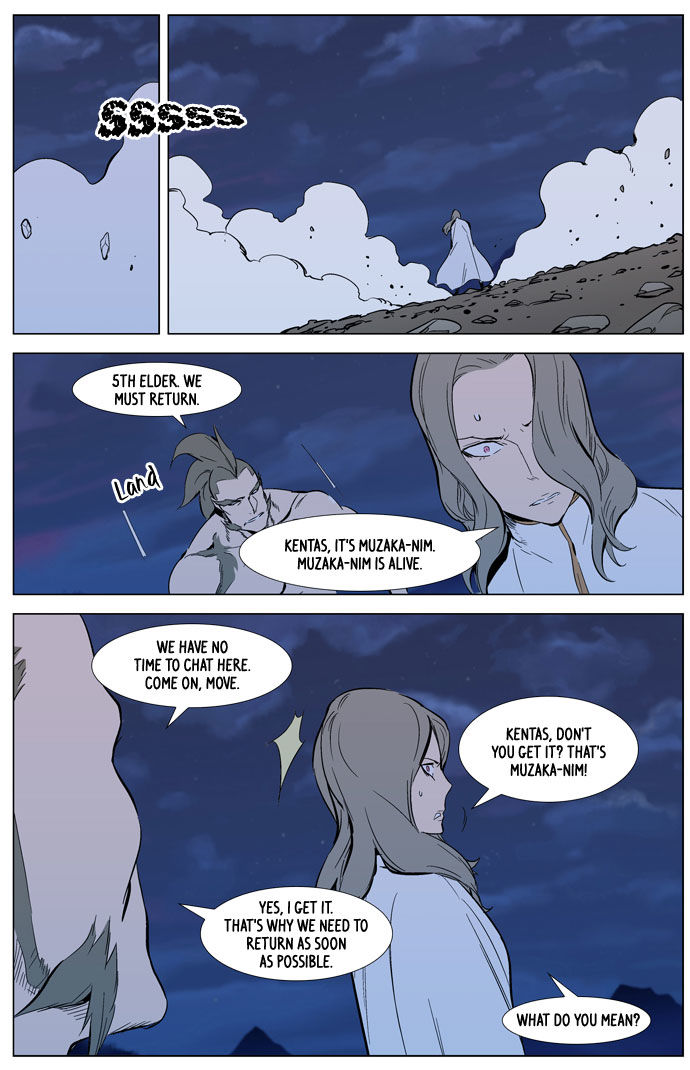 SSSSSS
5TH ELDER. WE
MUST RETURN.
Land
KENTAS, IT'S MUZAKA-NIM.
MUZAKA-NIM IS ALIVE.
WE HAVE NO
TIME TO CHAT HERE.
COME ON, MOVE.
KENTAS, DON'T
YOU GET IT? THAT'S
MUZAKA-NIM!
YES, I GET IT.
THAT'S WHY WE NEED TO
RETURN AS SOON
AS POSSIBLE.
WHAT DO YOU MEAN?